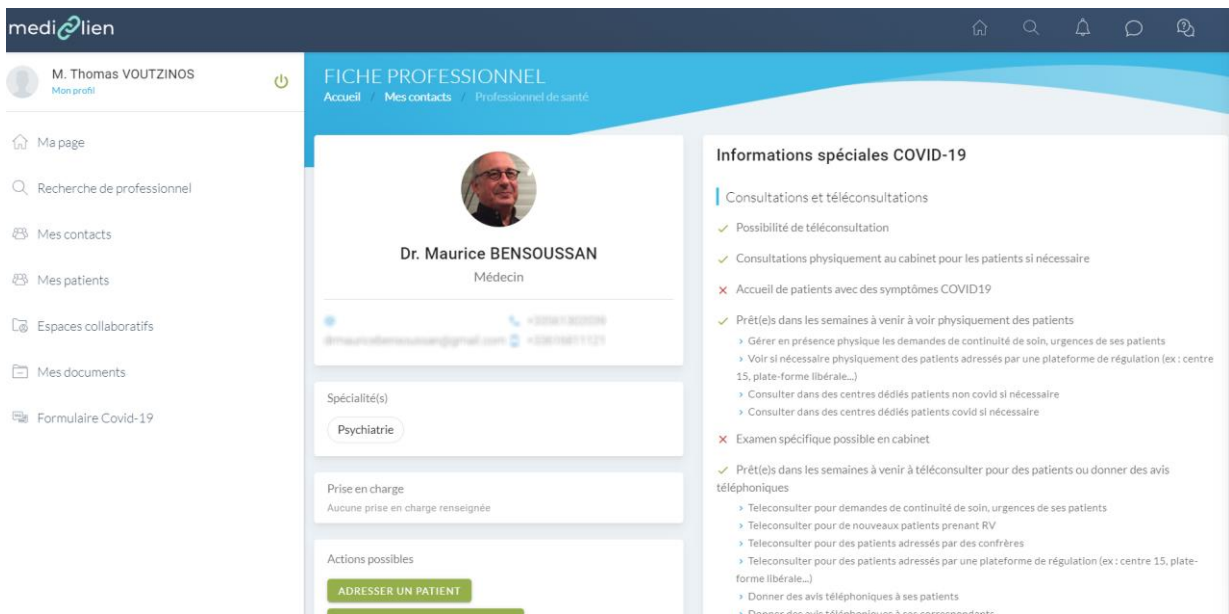 medi lien
M. Thomas VOUTZINOS
Mon profil
Ma page
Recherche de professionnel
Mes contacts
Mes patients
Espaces collaboratifs
Mes documents
Formulaire Covid-19
FICHE PROFESSIONNEL
Accueil / Mes contacts / Professionnel de santé
Dr. Maurice BENSOUSSAN
Médecin
Spécialité(s)
Psychiatrie
Prise en charge
Aucune prise en charge renseignée
Actions possibles
ADRESSER UN PATIENT
Informations spéciales COVID-19
Consultations et téléconsultations
Possibilité de téléconsultation
Consultations physiquement au cabinet pour les patients si nécessaire
Accueil de patients avec des symptômes COVID19
Prêt(e)s dans les semaines à venir à voir physiquement des patients
› Gérer en présence physique les demandes de continuité de soin, urgences de ses patients
› Voir si nécessaire physiquement des patients adressés par une plateforme de régulation (ex : centre
15, plate-forme libérale...)
› Consulter dans des centres dédiés patients non covid si nécessaire
› Consulter dans des centres dédiés patients covid si nécessaire
Examen spécifique possible en cabinet
Prêt(e)s dans les semaines à venir à téléconsulter pour des patients ou donner des avis
téléphoniques
› Teleconsulter pour demandes de continuité de soin, urgences de ses patients
› Teleconsulter pour de nouveaux patients prenant RV
› Teleconsulter pour des patients adressés par des confrères
› Teleconsulter pour des patients adressés par une plateforme de régulation (ex : centre 15, plate-
forme libérale...)
› Donner des avis téléphoniques à ses patients
› Donner des avis téléphoniques à ses correspondants